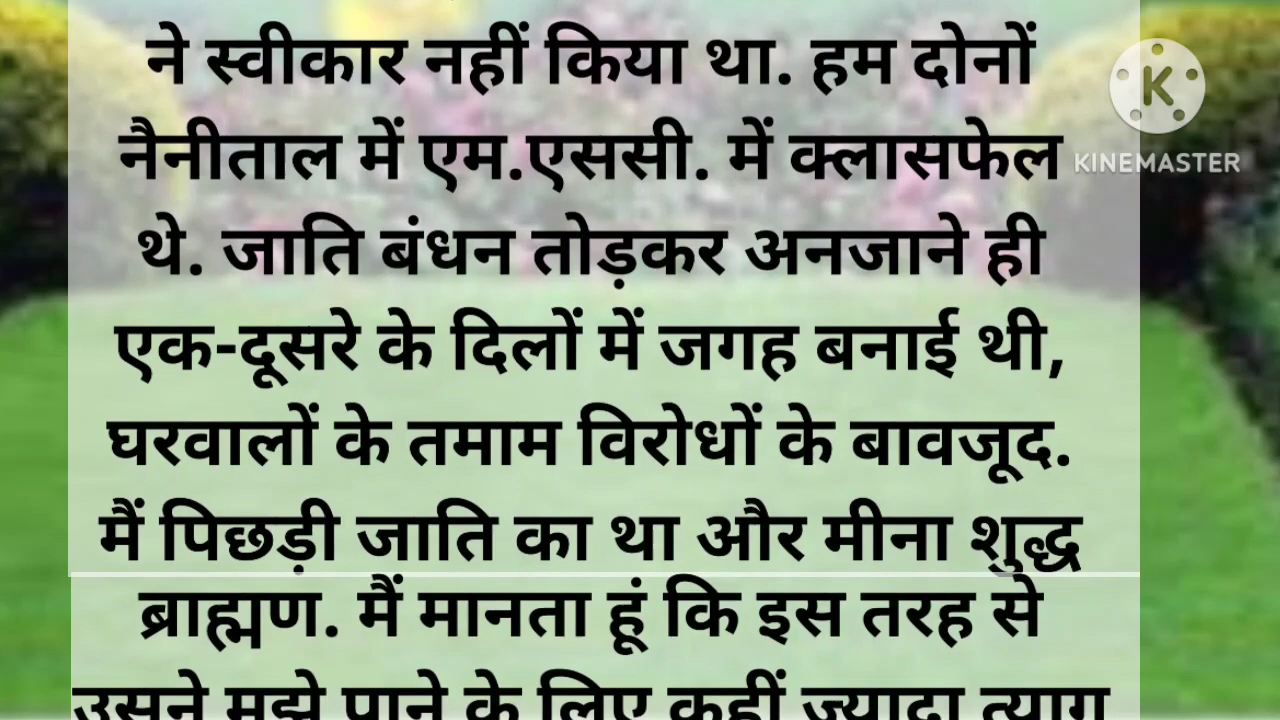 ने स्वीकार नहीं किया था. हम दोनों
नैनीताल में एम.एससी. में क्लासफेल
थे. जाति बंधन तोड़कर अनजाने ही
एक-दूसरे के दिलों में जगह बनाई थी,
घरवालों के तमाम विरोधों के बावजूद.
मैं पिछड़ी जाति का था और मीना शुद्ध
ब्राह्मण. मैं मानता हूं कि इस तरह से
उसने मुझे पाने के लिए कहीं ज्यादा त्याग
K
KINEMASTER